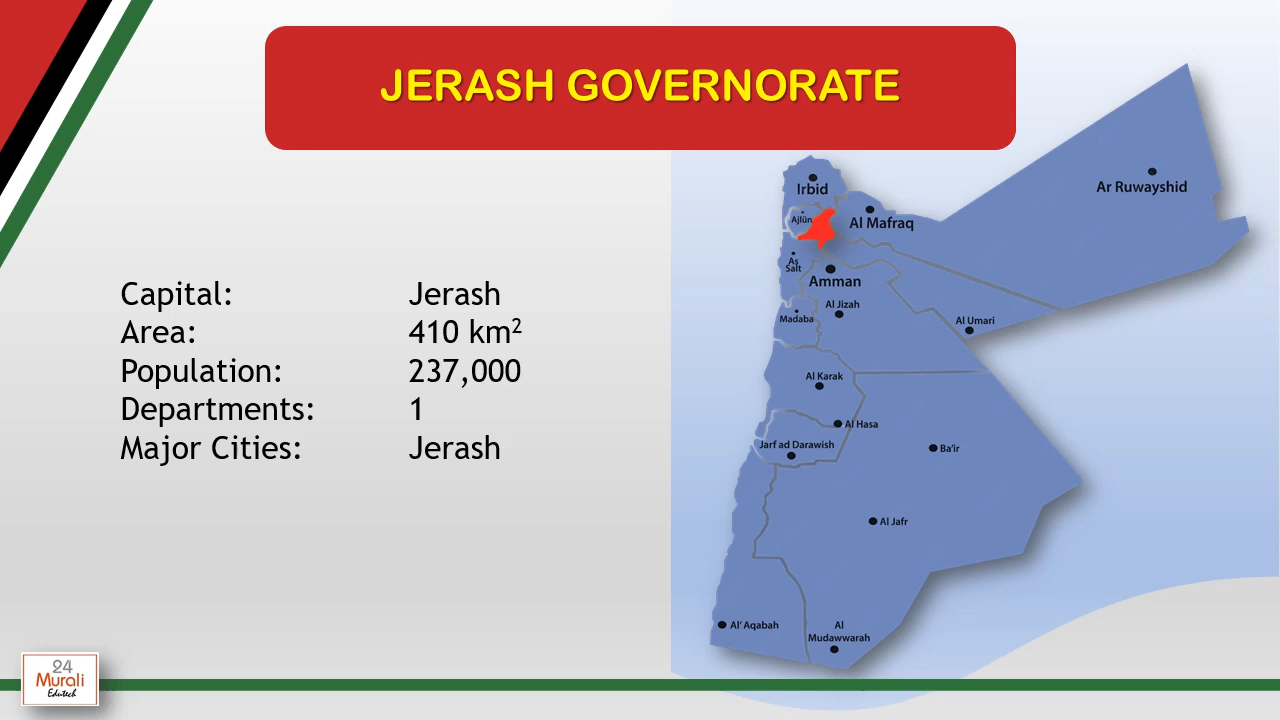 JERASH GOVERNORATE
Capital: Jerash
Area: 410 km²
Population: 237,000
Departments: 1
Major Cities: Jerash
Irbid
Ar Ruwayshid
Ajlūn
Al Mafraq
As
Salt
Amman
Al Jizah
Madaba
Al Umari
Al Karak
Al Hasa
Jarf ad Darawish
Ba'ir
Al Jafr
Al' Aqabah
Al
Mudawwarah
24
Murali
Edutech